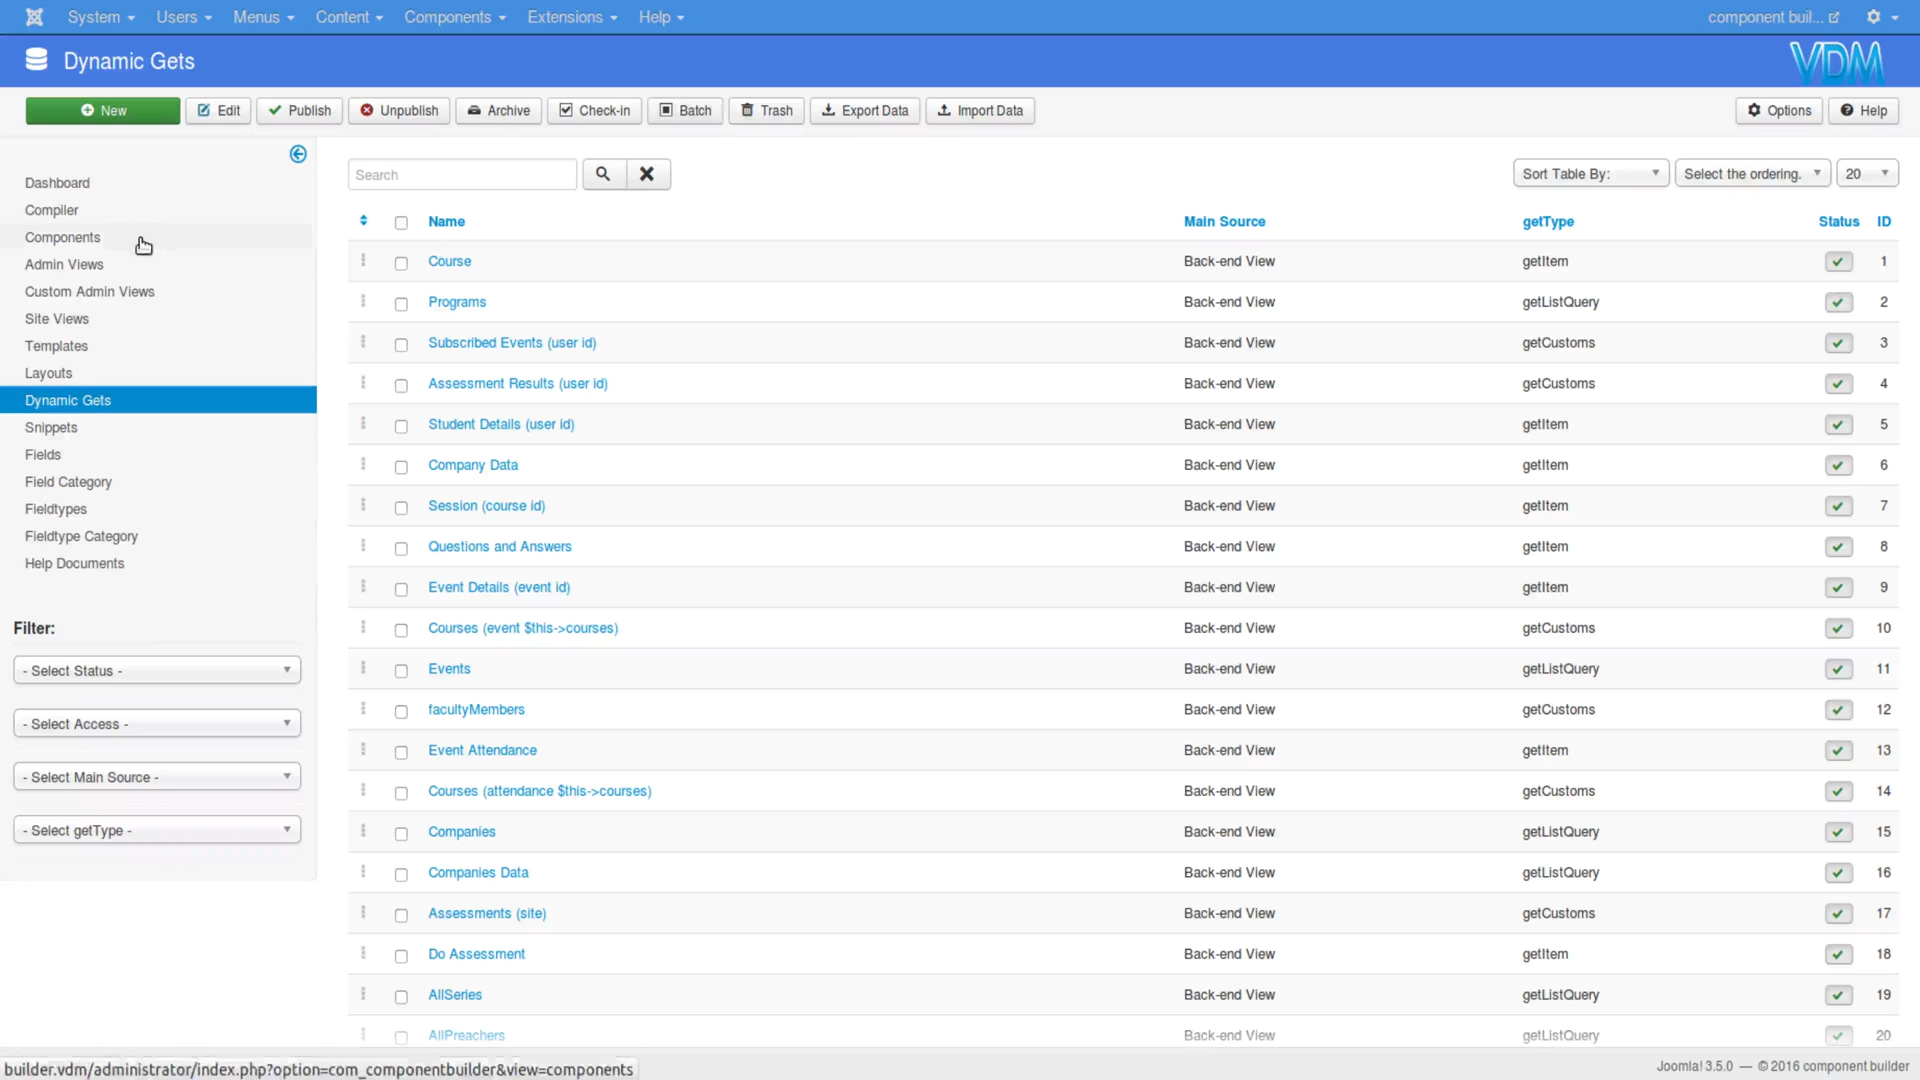 System Users Menus Content Components Extensions Help component buil...
Dynamic Gets VDM
New Edit Publish Unpublish Archive Check-in Batch Trash Export Data Import Data Options Help
Dashboard
Compiler
Components
Admin Views
Custom Admin Views
Site Views
Templates
Layouts
Dynamic Gets
Snippets
Fields
Field Category
Fieldtypes
Fieldtype Category
Help Documents
Filter:
- Select Status -
- Select Access -
- Select Main Source -
- Select getType -
Search Sort Table By: Select the ordering. 20
Name Main Source getType Status ID
Course Back-end View getItem 1
Programs Back-end View getListQuery 2
Subscribed Events (user id) Back-end View getCustoms 3
Assessment Results (user id) Back-end View getCustoms 4
Student Details (user id) Back-end View getItem 5
Company Data Back-end View getItem 6
Session (course id) Back-end View getItem 7
Questions and Answers Back-end View getItem 8
Event Details (event id) Back-end View getItem 9
Courses (event $this->courses) Back-end View getCustoms 10
Events Back-end View getListQuery 11
facultyMembers Back-end View getCustoms 12
Event Attendance Back-end View getItem 13
Courses (attendance $this->courses) Back-end View getCustoms 14
Companies Back-end View getListQuery 15
Companies Data Back-end View getListQuery 16
Assessments (site) Back-end View getCustoms 17
Do Assessment Back-end View getItem 18
AllSeries Back-end View getListQuery 19
AllPreachers Back-end View getListQuery 20
builder.vdm/administrator/index.php?option=com_componentbuilder&view=components
Joomla! 3.5.0 — © 2016 component builder